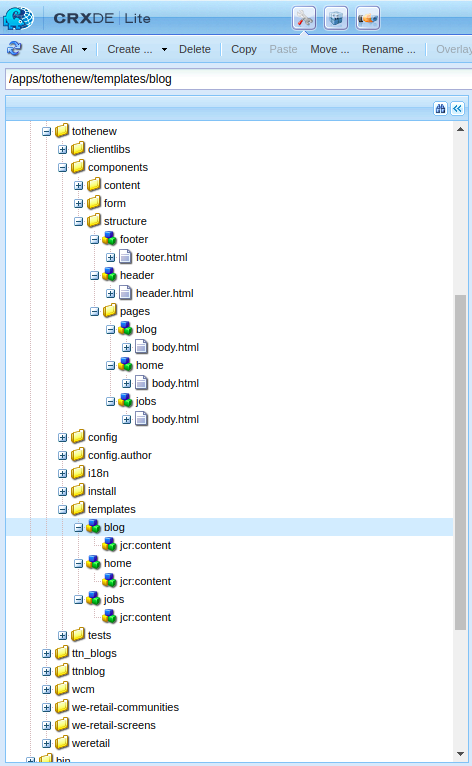 CRXDE | Lite
Save All Create ... Delete Copy Paste Move ... Rename ... Overlay
/apps/tothenew/templates/blog
tothenew
clientlibs
components
content
form
structure
footer
footer.html
header
header.html
pages
blog
body.html
home
body.html
jobs
body.html
config
config.author
i18n
install
templates
blog
jcr:content
home
jcr:content
jobs
jcr:content
tests
ttn_blogs
ttnblog
wcm
we-retail-communities
we-retail-screens
weretail
bin